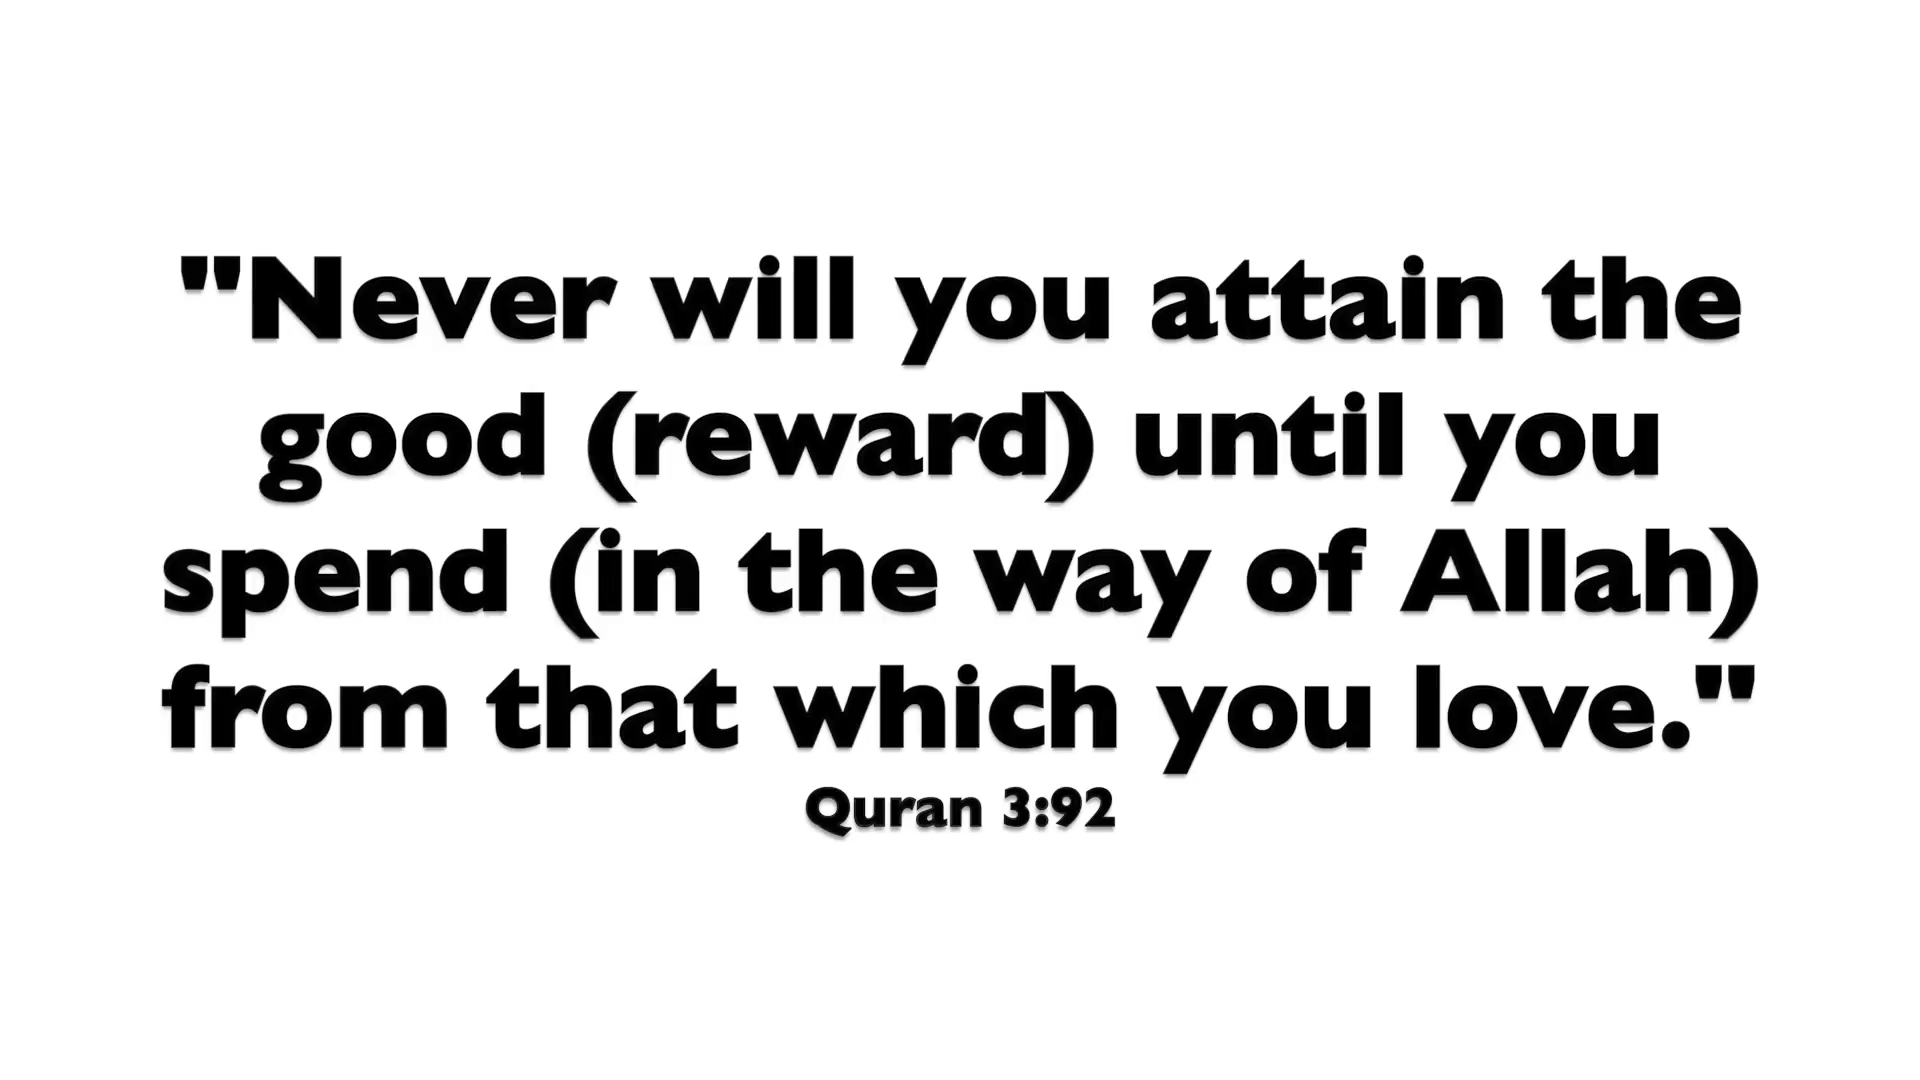 "Never will you attain the
good (reward) until you
spend (in the way of Allah)
from that which you love."
Quran 3:92